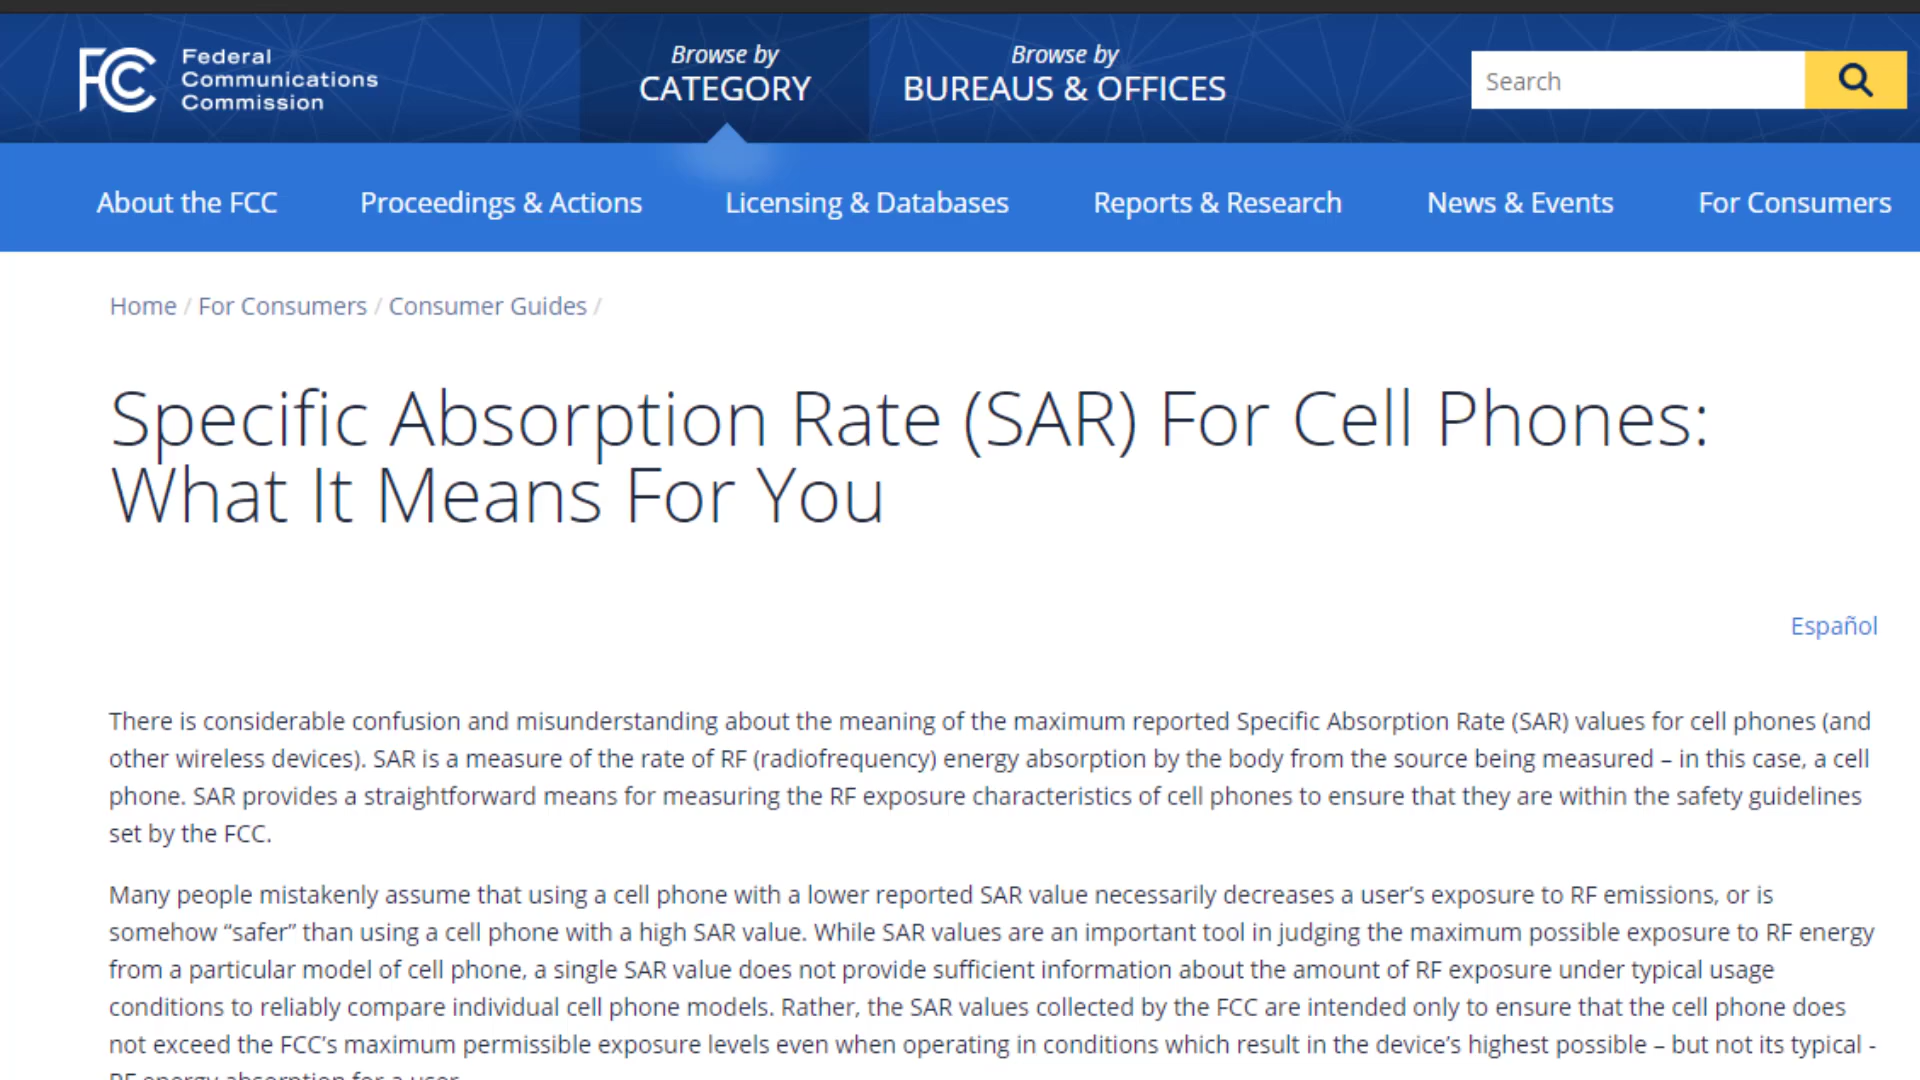 Federal
Communications
Commission
Browse by
CATEGORY
Browse by
BUREAUS & OFFICES
Search
About the FCC
Proceedings & Actions
Licensing & Databases
Reports & Research
News & Events
For Consumers
Home / For Consumers / Consumer Guides /
Specific Absorption Rate (SAR) For Cell Phones:
What It Means For You
Español
There is considerable confusion and misunderstanding about the meaning of the maximum reported Specific Absorption Rate (SAR) values for cell phones (and
other wireless devices). SAR is a measure of the rate of RF (radiofrequency) energy absorption by the body from the source being measured – in this case, a cell
phone. SAR provides a straightforward means for measuring the RF exposure characteristics of cell phones to ensure that they are within the safety guidelines
set by the FCC.
Many people mistakenly assume that using a cell phone with a lower reported SAR value necessarily decreases a user’s exposure to RF emissions, or is
somehow “safer” than using a cell phone with a high SAR value. While SAR values are an important tool in judging the maximum possible exposure to RF energy
from a particular model of cell phone, a single SAR value does not provide sufficient information about the amount of RF exposure under typical usage
conditions to reliably compare individual cell phone models. Rather, the SAR values collected by the FCC are intended only to ensure that the cell phone does
not exceed the FCC’s maximum permissible exposure levels even when operating in conditions which result in the device’s highest possible – but not its typical -
RF energy absorption for a user.